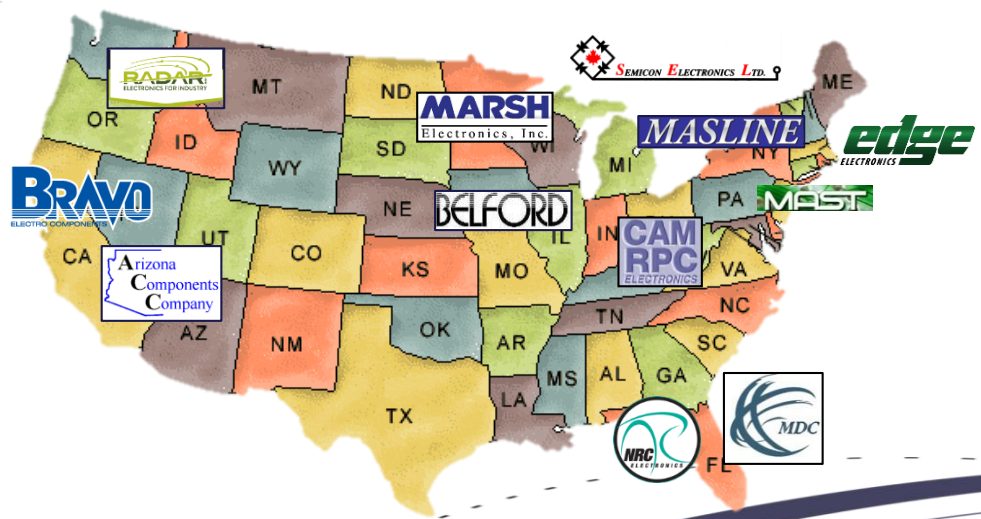 SEMICON ELECTRONICS LTD.
RADAR
ELECTRONICS FOR INDUSTRY
MT
ND
ME
OR
MARSH
Electronics, Inc.
MASLINE
edge
ELECTRONICS
ID
SD
WI
MI
NY
WY
BRAVO
ELECTRO COMPONENTS
NE
BELFORD
PA
MAST
UT
CO
IL
IN
CAM
RPC
ELECTRONICS
CA
Arizona
Components
Company
KS
MO
VA
AZ
NM
OK
AR
TN
NC
SC
TX
LA
MS
AL
GA
NRC
ELECTRONICS
MDC
FL